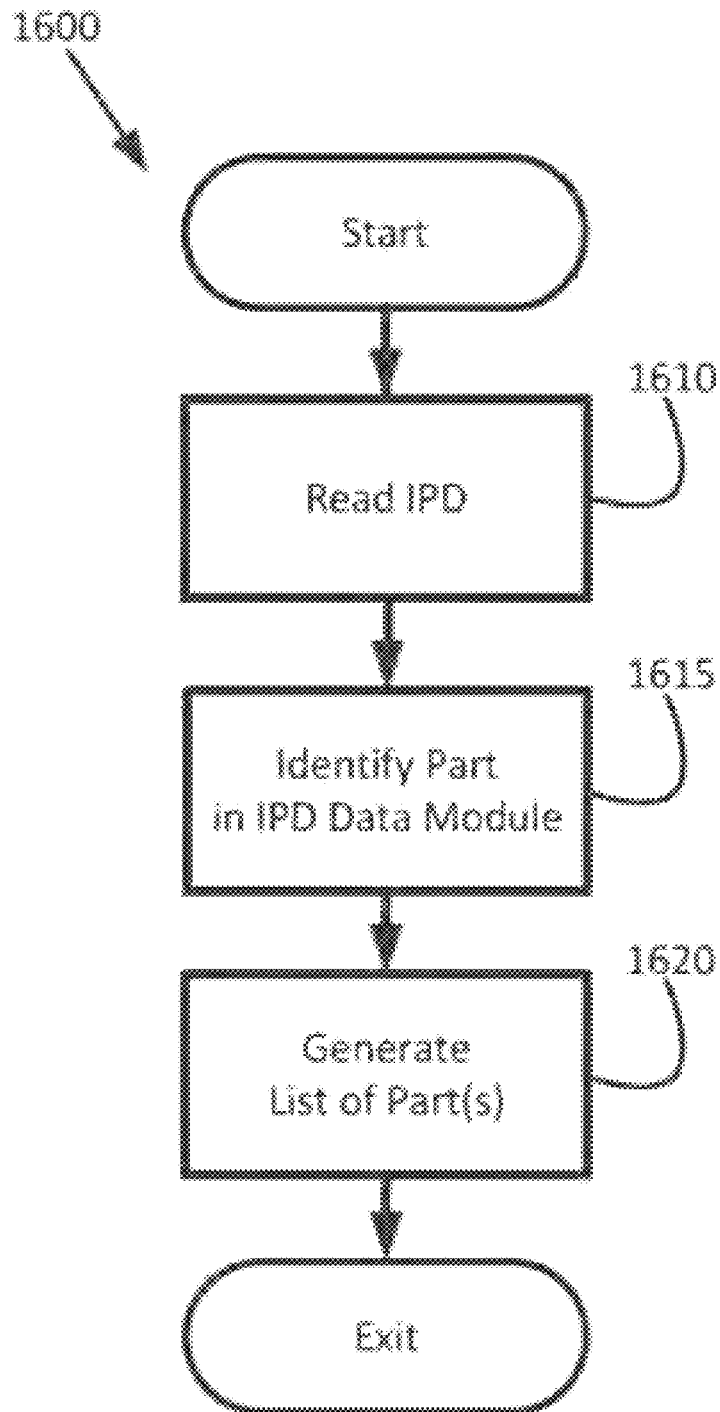 1600
Start
1610
Read IPD
1615
Identify Part
in IPD Data Module
1620
Generate
List of Part(s)
Exit